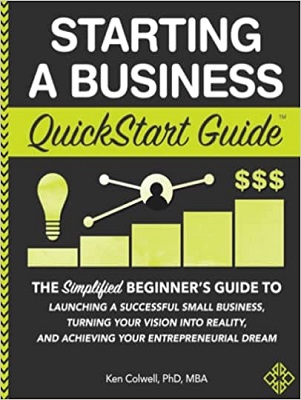 STARTING
A BUSINESS
QuickStart Guide™
$$$
THE Simplified BEGINNER'S GUIDE TO
LAUNCHING A SUCCESSFUL SMALL BUSINESS,
TURNING YOUR VISION INTO REALITY,
AND ACHIEVING YOUR ENTREPRENEURIAL DREAM
Ken Colwell, PhD, MBA